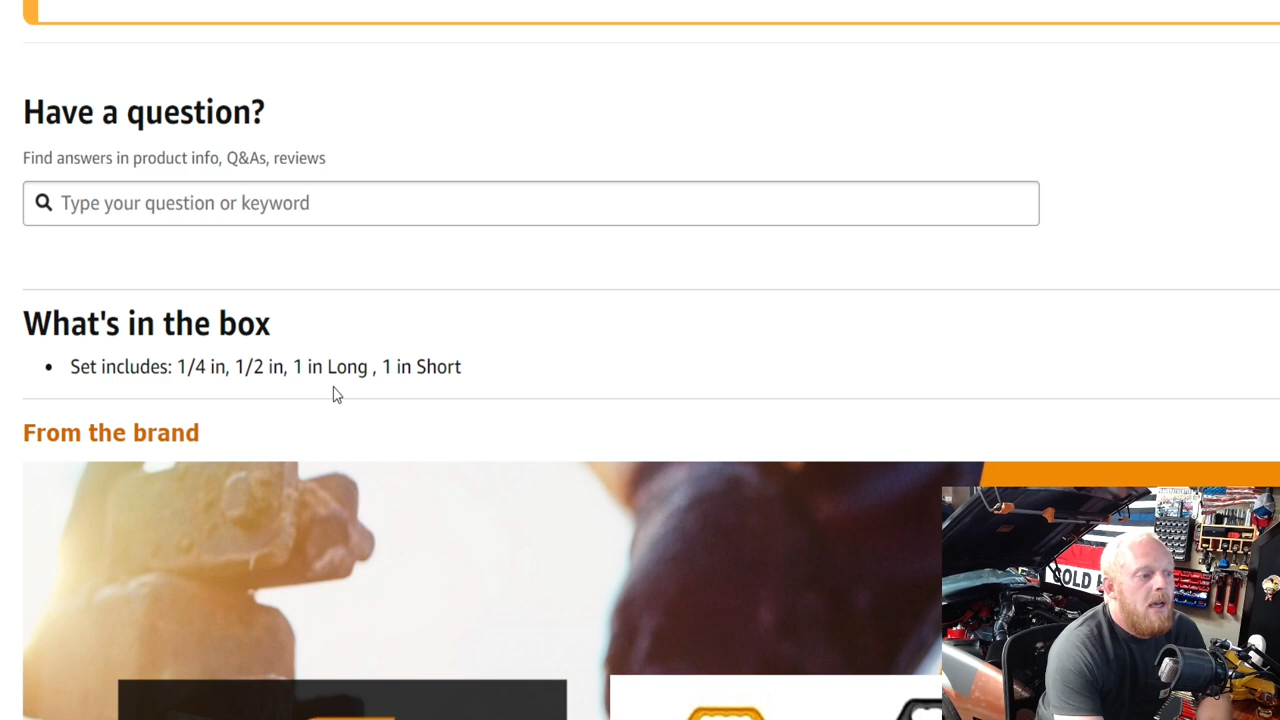 Have a question?
Find answers in product info, Q&As, reviews
Type your question or keyword
What's in the box
Set includes: 1/4 in, 1/2 in, 1 in Long , 1 in Short
From the brand
COLD